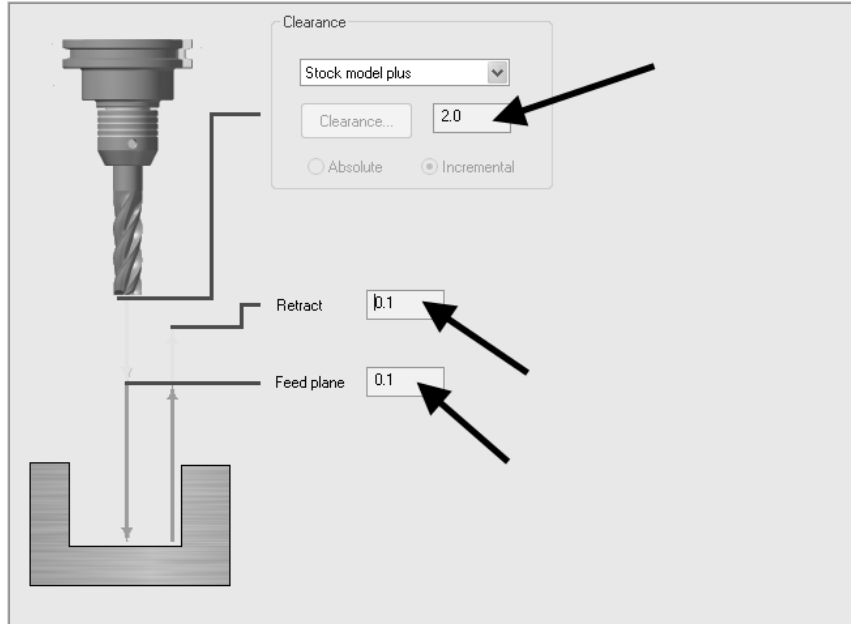 Clearance
Stock model plus
Clearance... 2.0
Absolute Incremental
Retract 0.1
Feed plane 0.1